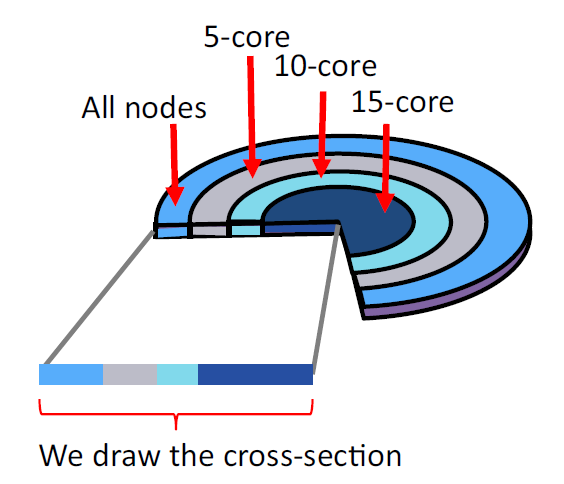 5-core
10-core
All nodes
15-core
We draw the cross-section